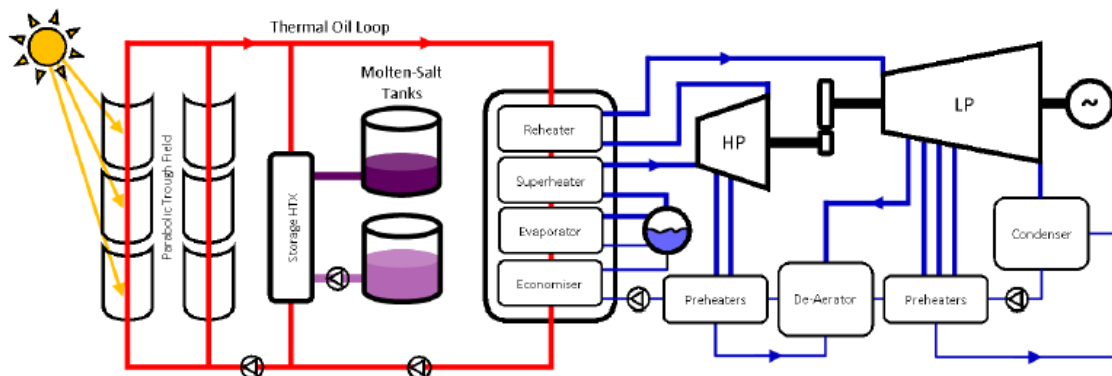 Thermal Oil Loop
Molten-Salt
Tanks
Parabolic Trough Field
Storage HTX
Reheater
Superheater
Evaporator
Economiser
HP
LP
~
Condenser
Preheaters
De-Aerator
Preheaters